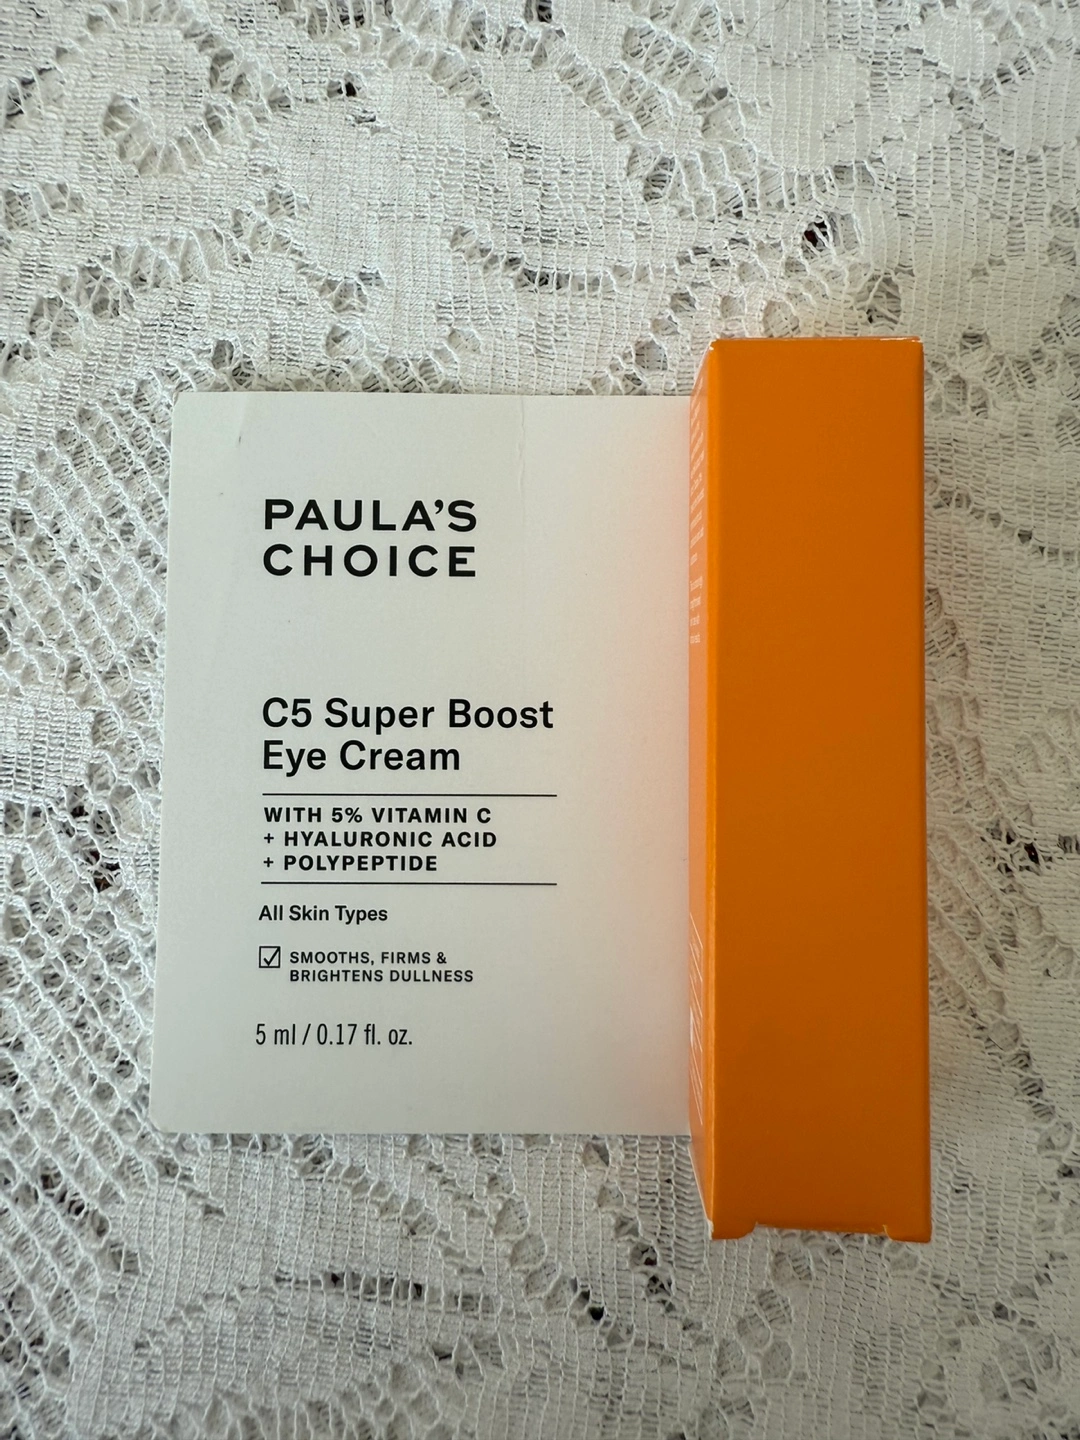 PAULA'S
CHOICE
C5 Super Boost
Eye Cream
WITH 5% VITAMIN C
+ HYALURONIC ACID
+ POLYPEPTIDE
All Skin Types
SMOOTHS, FIRMS &
BRIGHTENS DULLNESS
5 ml / 0.17 fl. oz.